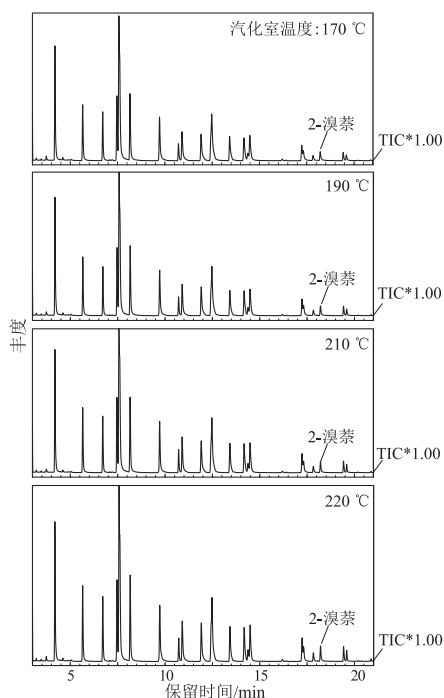 汽化室温度:170 ℃
2-溴萘
TIC*1.00
190 ℃
2-溴萘
TIC*1.00
丰度
210 ℃
2-溴萘
TIC*1.00
220 ℃
2-溴萘
TIC*1.00
5 10 15 20
保留时间/min